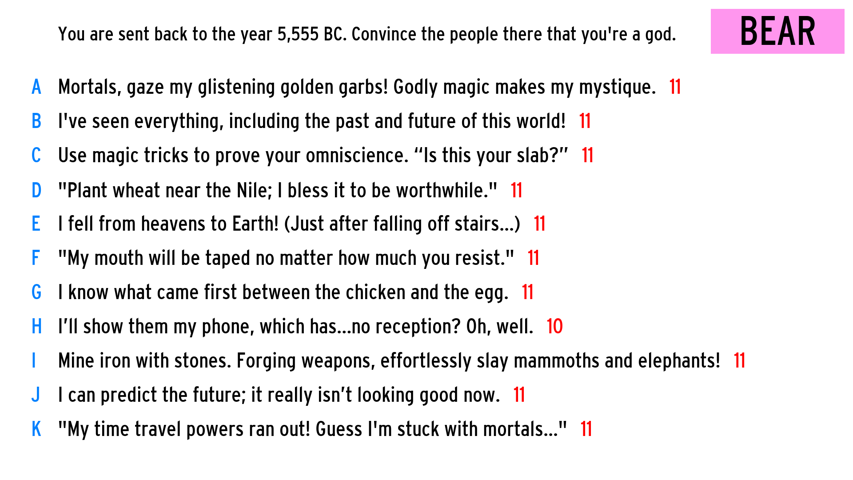 You are sent back to the year 5,555 BC. Convince the people there that you're a god.
BEAR
A Mortals, gaze my glistening golden garbs! Godly magic makes my mystique. 11
B I've seen everything, including the past and future of this world! 11
C Use magic tricks to prove your omniscience. “Is this your slab?” 11
D "Plant wheat near the Nile; I bless it to be worthwhile." 11
E I fell from heavens to Earth! (Just after falling off stairs...) 11
F "My mouth will be taped no matter how much you resist." 11
G I know what came first between the chicken and the egg. 11
H I’ll show them my phone, which has...no reception? Oh, well. 10
I Mine iron with stones. Forging weapons, effortlessly slay mammoths and elephants! 11
J I can predict the future; it really isn’t looking good now. 11
K "My time travel powers ran out! Guess I'm stuck with mortals..." 11